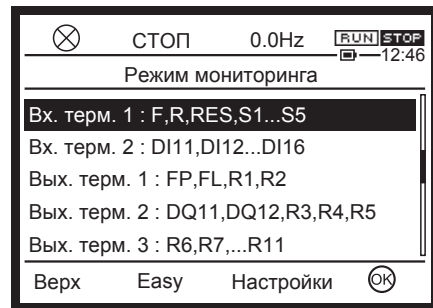 СТОП 0.0Hz RUN STOP
12:46
Режим мониторинга
Вх. терм. 1 : F,R,RES,S1...S5
Вх. терм. 2 : DI11,DI12...DI16
Вых. терм. 1 : FP,FL,R1,R2
Вых. терм. 2 : DQ11,DQ12,R3,R4,R5
Вых. терм. 3 : R6,R7,...R11
Верх Easy Настройки OK